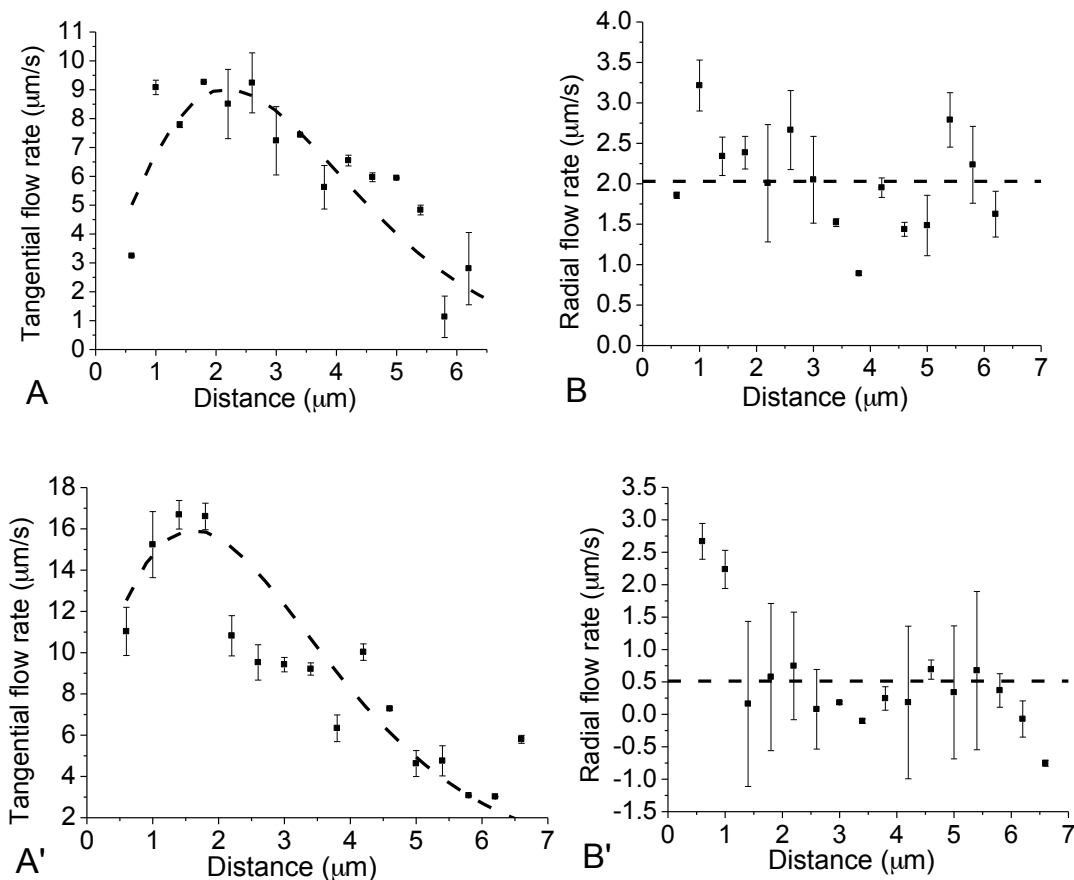 Tangential flow rate (μm/s)
11
10
9
8
7
6
5
4
3
2
1
0
0 1 2 3 4 5 6
Distance (μm)
A
Radial flow rate (μm/s)
4.0
3.5
3.0
2.5
2.0
1.5
1.0
0.5
0.0
0 1 2 3 4 5 6 7
Distance (μm)
B
Tangential flow rate (μm/s)
18
16
14
12
10
8
6
4
2
0 1 2 3 4 5 6 7
Distance (μm)
A'
Radial flow rate (μm/s)
3.5
3.0
2.5
2.0
1.5
1.0
0.5
0.0
-0.5
-1.0
-1.5
0 1 2 3 4 5 6 7
Distance (μm)
B'